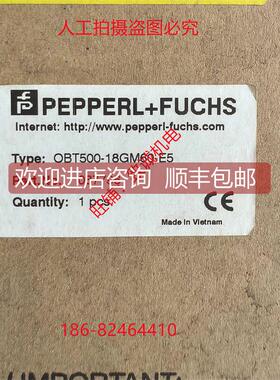 人工拍摄盗图必究
PEPPERL+FUCHS
Internet: http://www.pepperl-fuchs.com
Type: OBT500-18GM60-E5
欢迎进店咨询 顺丰包邮
Quantity: 1 pc.
CE
Made in Vietnam
186-82464410
IMPORTANT